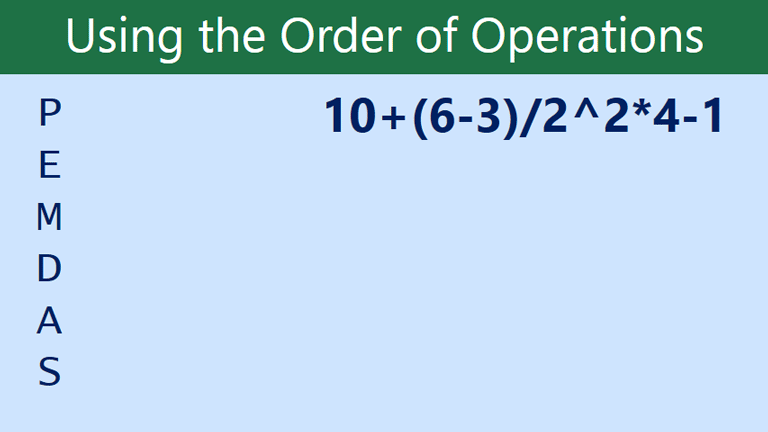 Using the Order of Operations
P
10+(6-3)/2^2*4-1
E
M
D
A
S